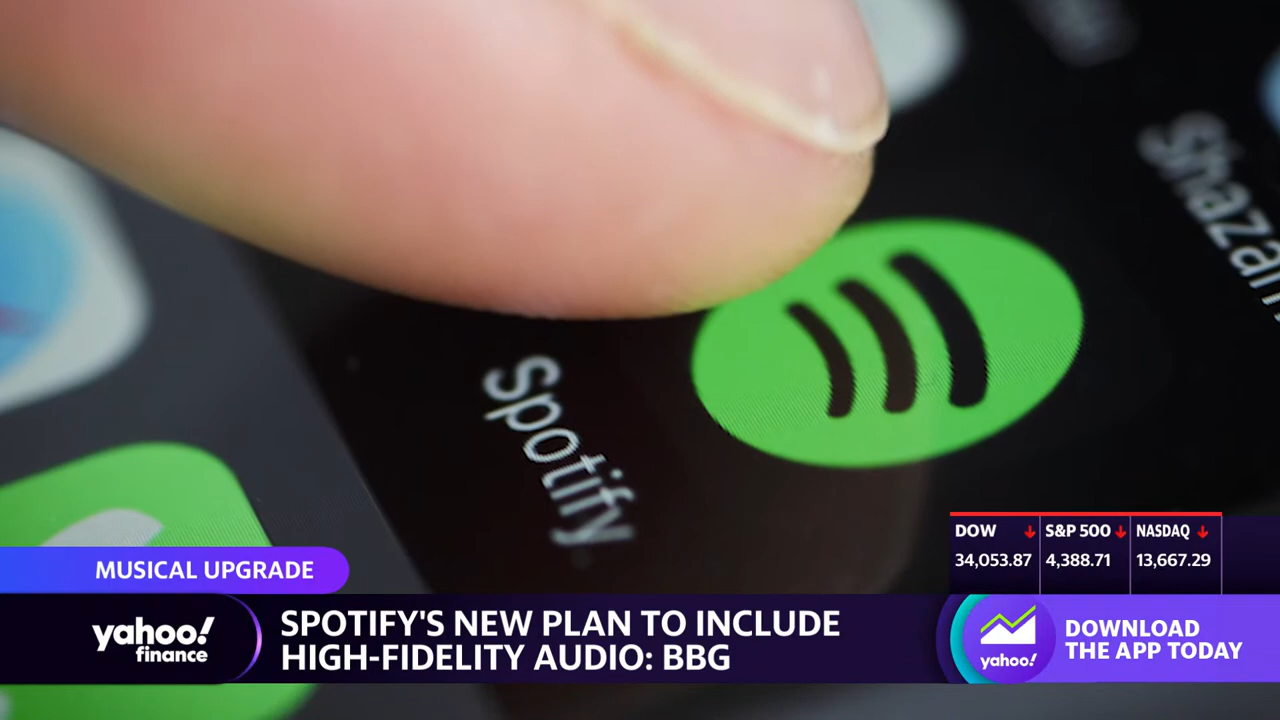 Spotify
Shazam
DOW
34,053.87
S&P 500
4,388.71
NASDAQ
13,667.29
MUSICAL UPGRADE
yahoo!
finance
SPOTIFY'S NEW PLAN TO INCLUDE
HIGH-FIDELITY AUDIO: BBG
yahoo!
DOWNLOAD
THE APP TODAY